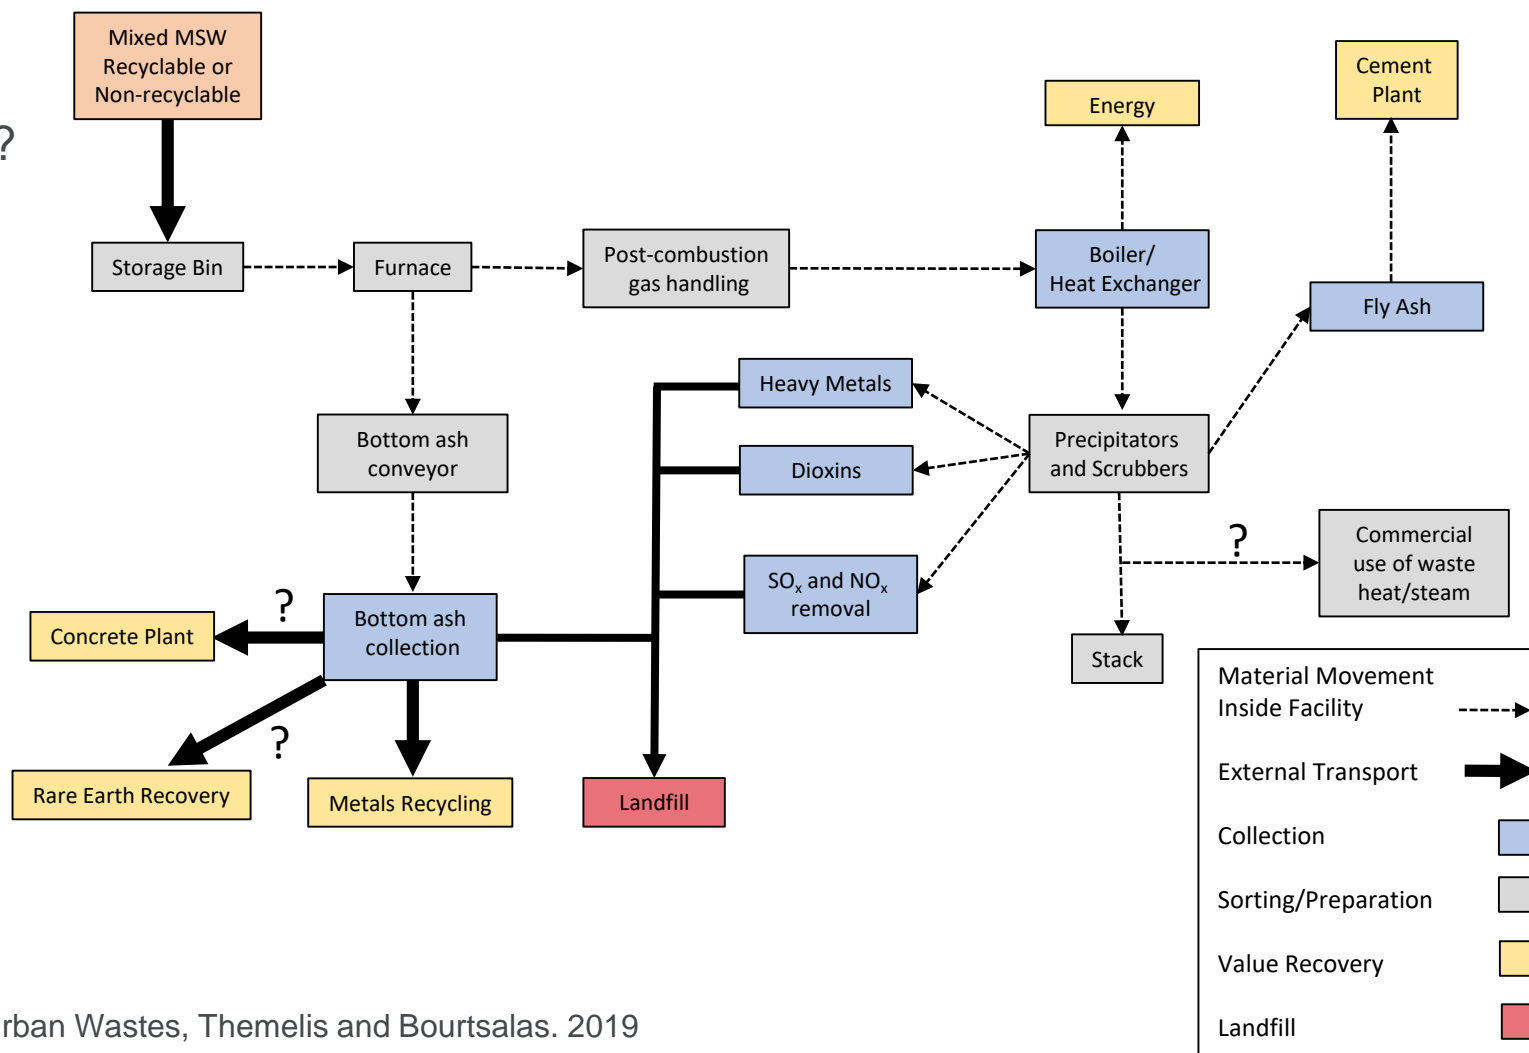 Mixed MSW
Recyclable or
Non-recyclable
?
Energy
Cement
Plant
Storage Bin
Furnace
Post-combustion
gas handling
Boiler/
Heat Exchanger
Fly Ash
Heavy Metals
Bottom ash
conveyor
Dioxins
Precipitators
and Scrubbers
SOx and NOx
removal
?
Commercial
use of waste
heat/steam
?
Concrete Plant
Bottom ash
collection
Stack
?
Rare Earth Recovery
Metals Recycling
Landfill
Material Movement
Inside Facility
External Transport
Collection
Sorting/Preparation
Value Recovery
Landfill
Wastes, Themelis and Bourtsalas. 2019